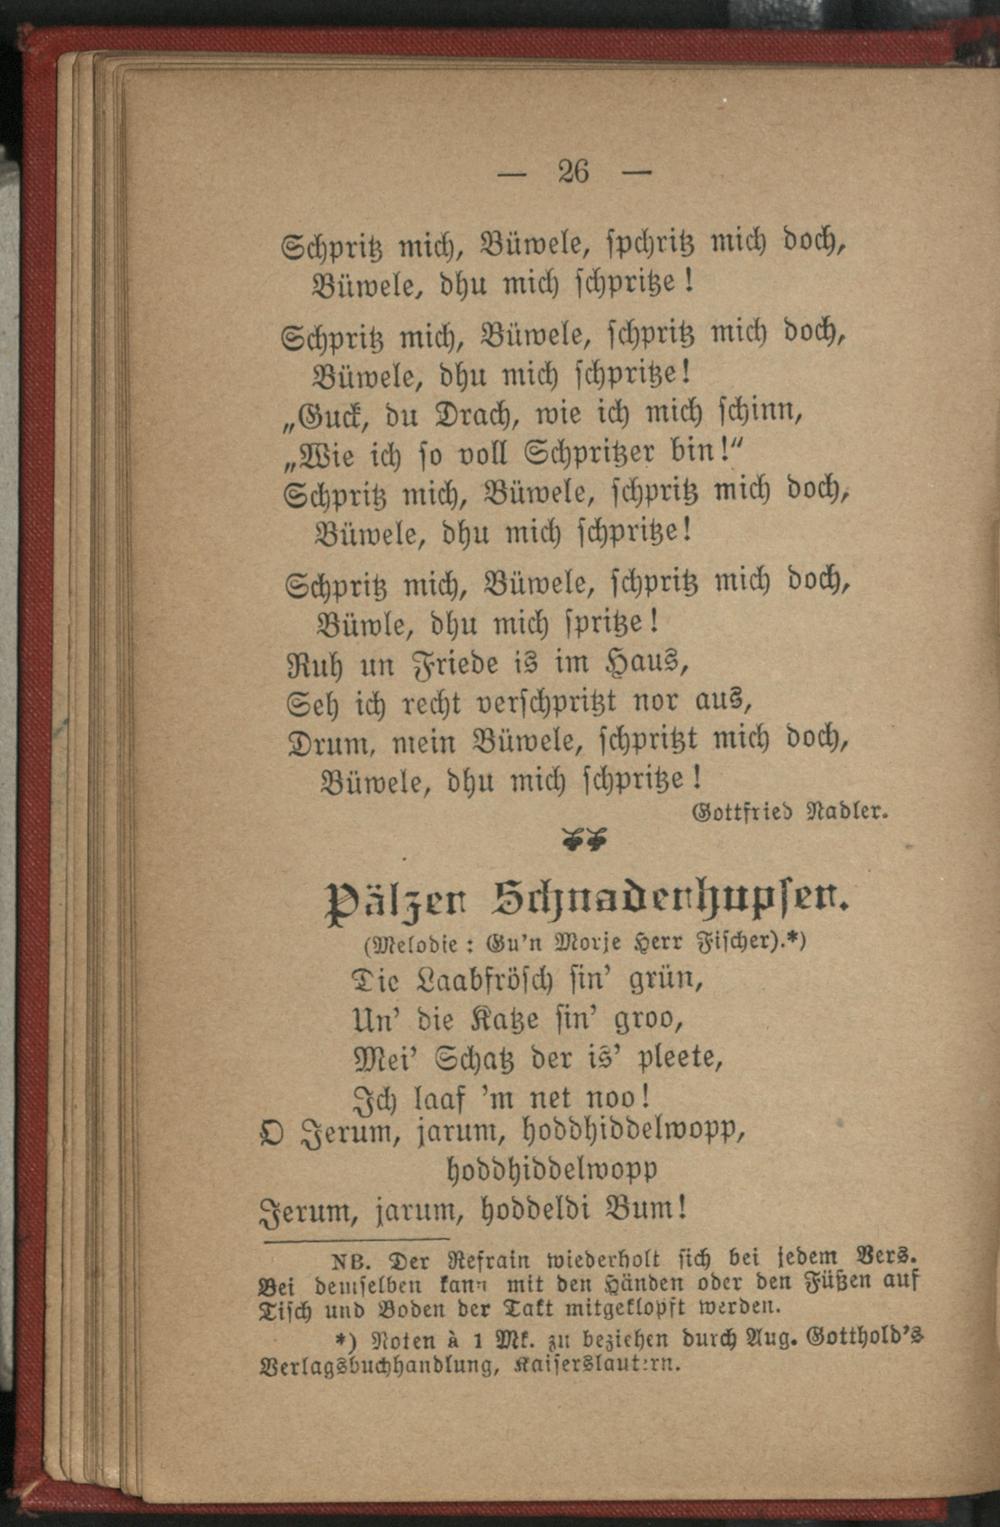 — 26 —
Schpritz mich, Büwele, spchritz mich doch,
Büwele, dhu mich schpritze!
Schpritz mich, Büwele, schpritz mich doch,
Büwele, dhu mich schpritze!
„Guck, du Drach, wie ich mich schinn,
„Wie ich so voll Schpritzer bin!“
Schpritz mich, Büwele, schpritz mich doch,
Büwele, dhu mich schpritze!
Schpritz mich, Büwele, schpritz mich doch,
Büwle, dhu mich spritze!
Ruh un Friede is im Haus,
Seh ich recht verschpritzt nor aus,
Drum, mein Büwele, schpritzt mich doch,
Büwele, dhu mich schpritze!
Gottfried Nadler.
Pälzen Schnadenhupsen.
(Melodie: Gu'n Morje Herr Fischer).*)
Die Laabfrösch sin' grün,
Un' die Katze sin' groo,
Mei' Schatz der is' pleete,
Ich laaf 'm net noo!
O Jerum, jarum, hoddhiddelwopp,
hoddhiddelwopp
Jerum, jarum, hoddeldi Bum!
NB. Der Refrain wiederholt sich bei jedem Vers.
Bei demselben kann mit den Händen oder den Füßen auf
Tisch und Boden der Takt mitgeklopft werden.
*) Noten à 1 Mk. zu beziehen durch Aug. Gotthold's
Verlagsbuchhandlung, Kaiserslautern.